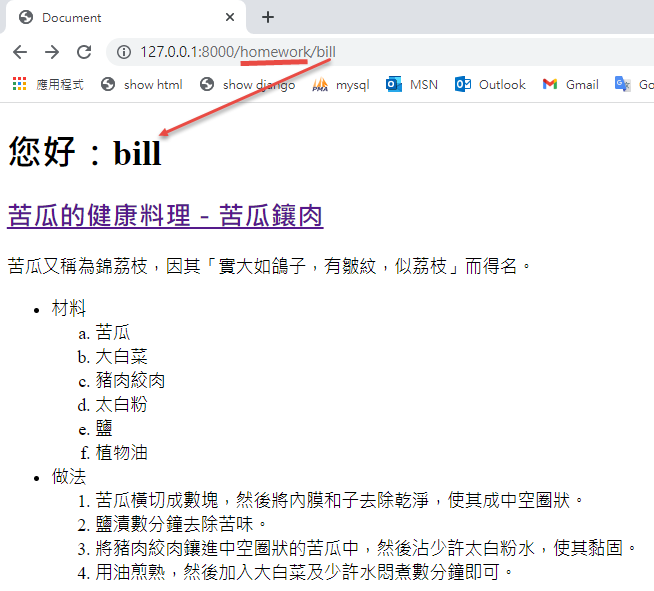 Document
127.0.0.1:8000/homework/bill
應用程式 show html show django PMA mysql MSN Outlook Gmail Go
您好：bill
苦瓜的健康料理 - 苦瓜鑲肉
苦瓜又稱為錦荔枝，因其「實大如鴿子，有皺紋，似荔枝」而得名。
• 材料
a. 苦瓜
b. 大白菜
c. 豬肉絞肉
d. 太白粉
e. 鹽
f. 植物油
• 做法
1. 苦瓜橫切成數塊，然後將內膜和子去除乾淨，使其成中空圈狀。
2. 鹽漬數分鐘去除苦味。
3. 將豬肉絞肉鑲進中空圈狀的苦瓜中，然後沾少許太白粉水，使其黏固。
4. 用油煎熟，然後加入大白菜及少許水悶煮數分鐘即可。